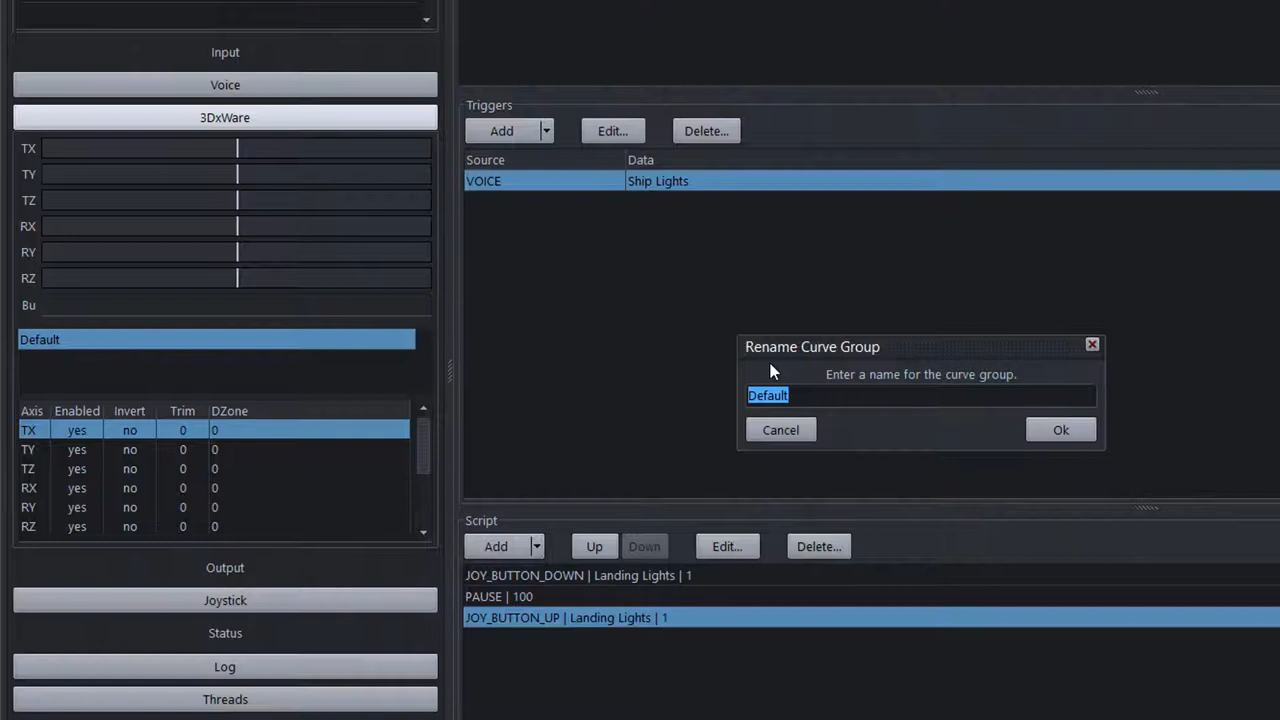 Input
Voice
3DxWare
TX
TY
TZ
RX
RY
RZ
Bu
Default
Axis Enabled Invert Trim DZone
TX yes no 0 0
TY yes no 0 0
TZ yes no 0 0
RX yes no 0 0
RY yes no 0 0
RZ yes no 0 0
Output
Joystick
Status
Log
Threads
Triggers
Add Edit... Delete...
Source Data
VOICE Ship Lights
Rename Curve Group
Enter a name for the curve group.
Default
Cancel Ok
Script
Add Up Down Edit... Delete...
JOY_BUTTON_DOWN | Landing Lights | 1
PAUSE | 100
JOY_BUTTON_UP | Landing Lights | 1